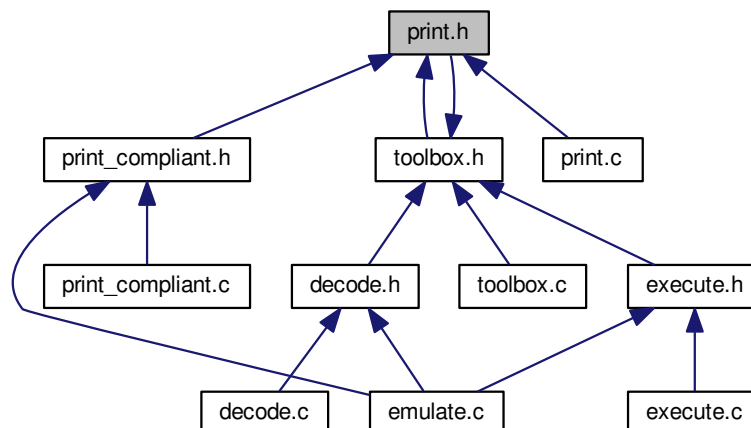 print.h
print_compliant.h
toolbox.h
print.c
print_compliant.c
decode.h
toolbox.c
execute.h
decode.c
emulate.c
execute.c